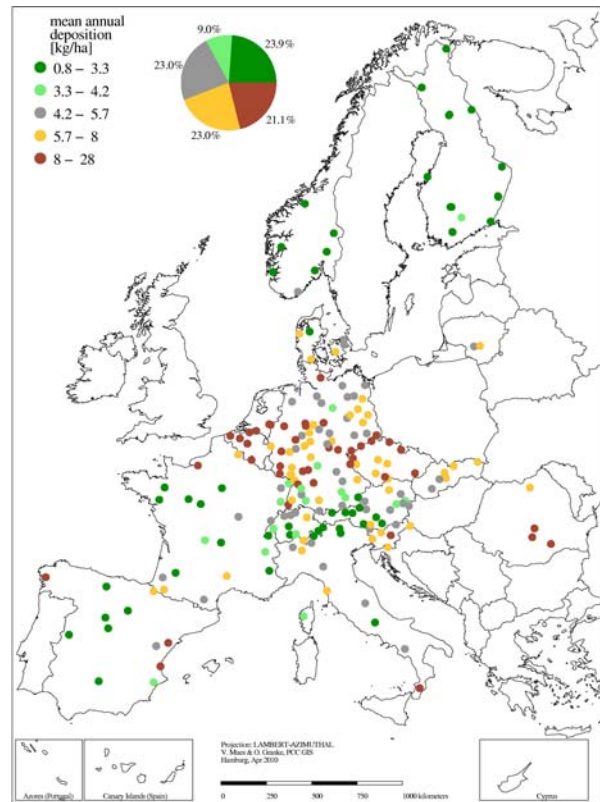 mean annual
deposition
[kg/ha]
0.8 – 3.3
3.3 – 4.2
4.2 – 5.7
5.7 – 8
8 – 28
9.0%
23.9%
23.0%
23.0%
21.1%
Projection: LAMBERT-AZIMUTHAL
V. Mues & O. Granke, PCC GIS
Hamburg, Apr 2010
0 250 500 750 1000 kilometers
Azores (Portugal)
Canary Islands (Spain)
Cyprus